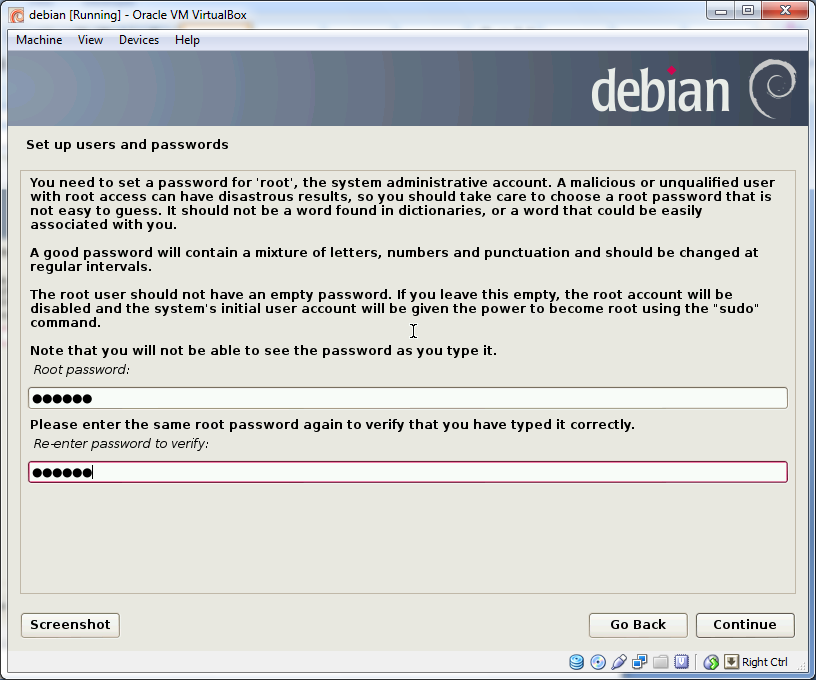 debian [Running] - Oracle VM VirtualBox
Machine View Devices Help
debian
Set up users and passwords
You need to set a password for 'root', the system administrative account. A malicious or unqualified user
with root access can have disastrous results, so you should take care to choose a root password that is
not easy to guess. It should not be a word found in dictionaries, or a word that could be easily
associated with you.
A good password will contain a mixture of letters, numbers and punctuation and should be changed at
regular intervals.
The root user should not have an empty password. If you leave this empty, the root account will be
disabled and the system's initial user account will be given the power to become root using the "sudo"
command.
Note that you will not be able to see the password as you type it.
Root password:
●●●●●●
Please enter the same root password again to verify that you have typed it correctly.
Re-enter password to verify:
●●●●●●
Screenshot Go Back Continue
Right Ctrl